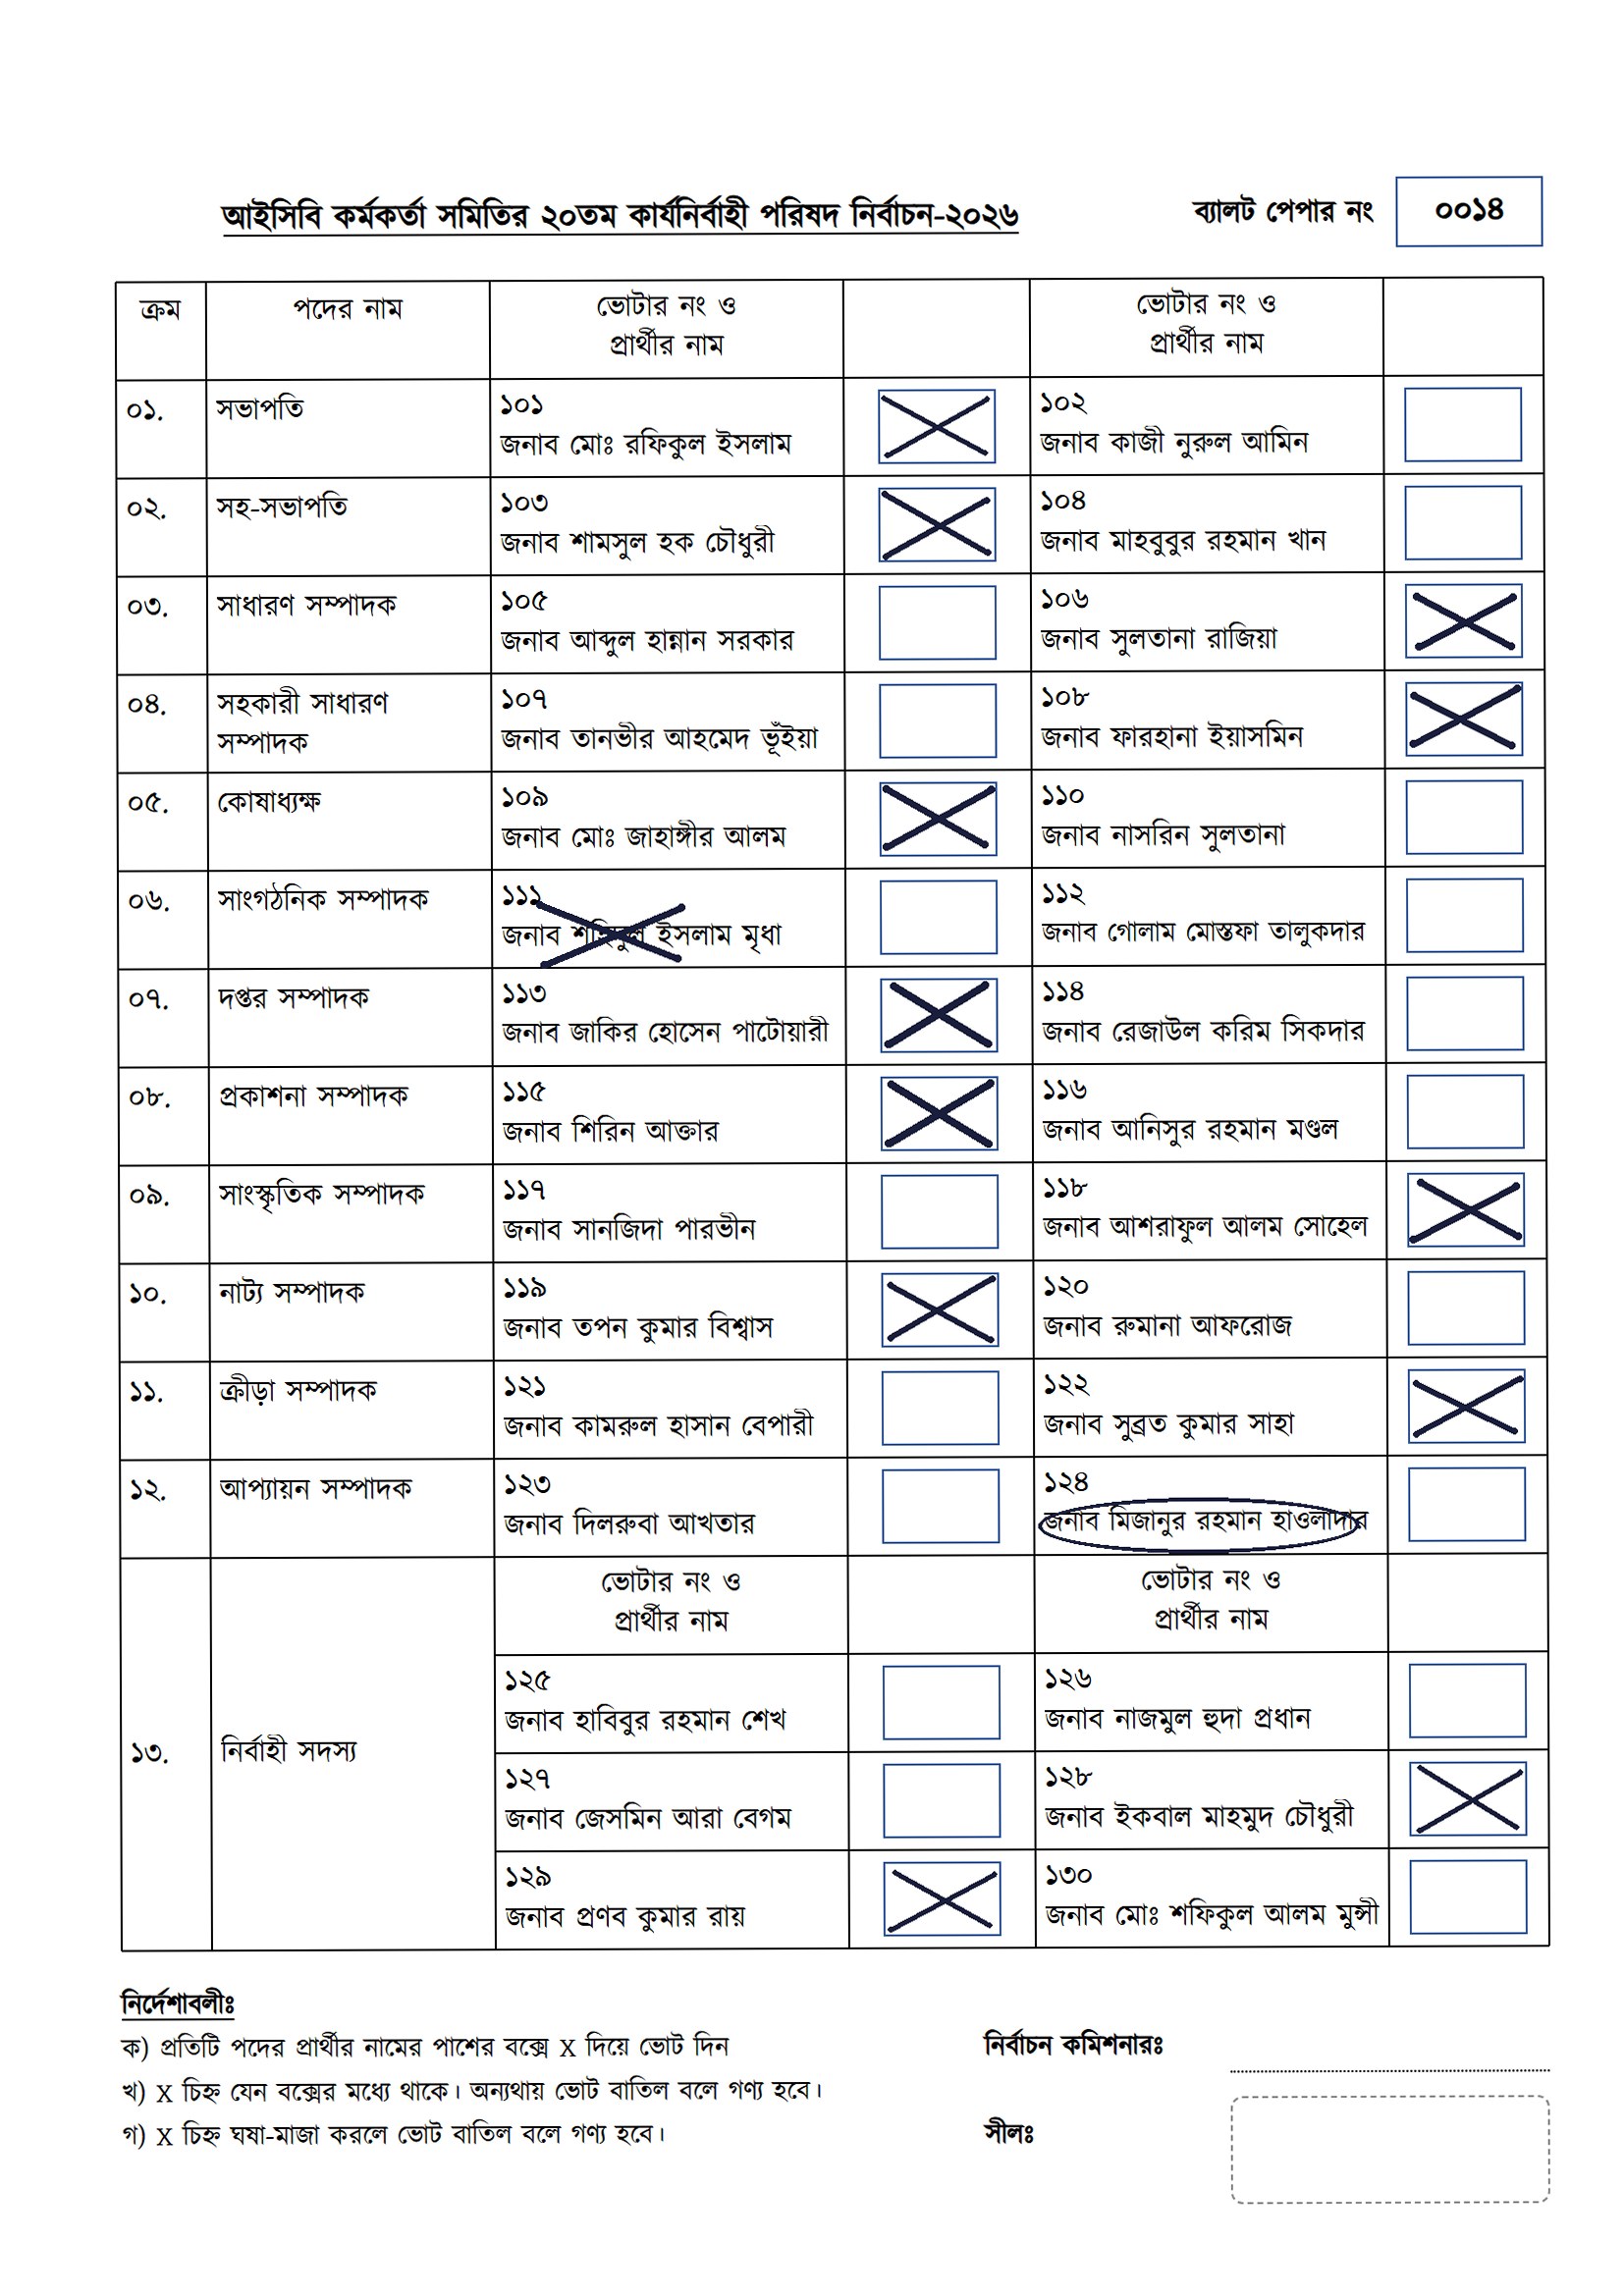 আইসিবি কর্মকর্তা সমিতির ২০তম কার্যনির্বাহী পরিষদ নির্বাচন-২০২৬
ব্যালট পেপার নং ০০১৪
ক্রম পদের নাম ভোটার নং ও ভোটার নং ও
প্রার্থীর নাম প্রার্থীর নাম
০১. সভাপতি ১০১ ১০২
জনাব মোঃ রফিকুল ইসলাম জনাব কাজী নুরুল আমিন
০২. সহ-সভাপতি ১০৩ ১০৪
জনাব শামসুল হক চৌধুরী জনাব মাহবুবুর রহমান খান
০৩. সাধারণ সম্পাদক ১০৫ ১০৬
জনাব আব্দুল হান্নান সরকার জনাব সুলতানা রাজিয়া
০৪. সহকারী সাধারণ ১০৭ ১০৮
সম্পাদক জনাব তানভীর আহমেদ ভূঁইয়া জনাব ফারহানা ইয়াসমিন
০৫. কোষাধ্যক্ষ ১০৯ ১১০
জনাব মোঃ জাহাঙ্গীর আলম জনাব নাসরিন সুলতানা
০৬. সাংগঠনিক সম্পাদক ১১১ ১১২
জনাব শহিদুল ইসলাম মৃধা জনাব গোলাম মোস্তফা তালুকদার
০৭. দপ্তর সম্পাদক ১১৩ ১১৪
জনাব জাকির হোসেন পাটোয়ারী জনাব রেজাউল করিম সিকদার
০৮. প্রকাশনা সম্পাদক ১১৫ ১১৬
জনাব শিরিন আক্তার জনাব আনিসুর রহমান মণ্ডল
০৯. সাংস্কৃতিক সম্পাদক ১১৭ ১১৮
জনাব সানজিদা পারভীন জনাব আশরাফুল আলম সোহেল
১০. নাট্য সম্পাদক ১১৯ ১২০
জনাব তপন কুমার বিশ্বাস জনাব রুমানা আফরোজ
১১. ক্রীড়া সম্পাদক ১২১ ১২২
জনাব কামরুল হাসান বেপারী জনাব সুব্রত কুমার সাহা
১২. আপ্যায়ন সম্পাদক ১২৩ ১২৪
জনাব দিলরুবা আখতার জনাব মিজানুর রহমান হাওলাদার
ভোটার নং ও ভোটার নং ও
প্রার্থীর নাম প্রার্থীর নাম
১২৫ ১২৬
জনাব হাবিবুর রহমান শেখ জনাব নাজমুল হুদা প্রধান
১৩. নির্বাহী সদস্য
১২৭ ১২৮
জনাব জেসমিন আরা বেগম জনাব ইকবাল মাহমুদ চৌধুরী
১২৯ ১৩০
জনাব প্রণব কুমার রায় জনাব মোঃ শফিকুল আলম মুন্সী
নির্দেশাবলীঃ
ক) প্রতিটি পদের প্রার্থীর নামের পাশের বক্সে x দিয়ে ভোট দিন
নির্বাচন কমিশনারঃ
খ) x চিহ্ন যেন বক্সের মধ্যে থাকে। অন্যথায় ভোট বাতিল বলে গণ্য হবে।
গ) x চিহ্ন ঘষা-মাজা করলে ভোট বাতিল বলে গণ্য হবে।
সীলঃ